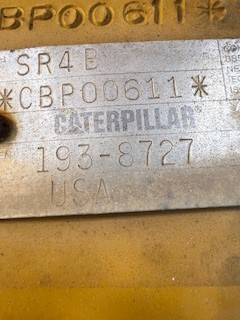 BP00611*
SR4B
*CBP00611*
CATERPILLAR®
193-8727
USA